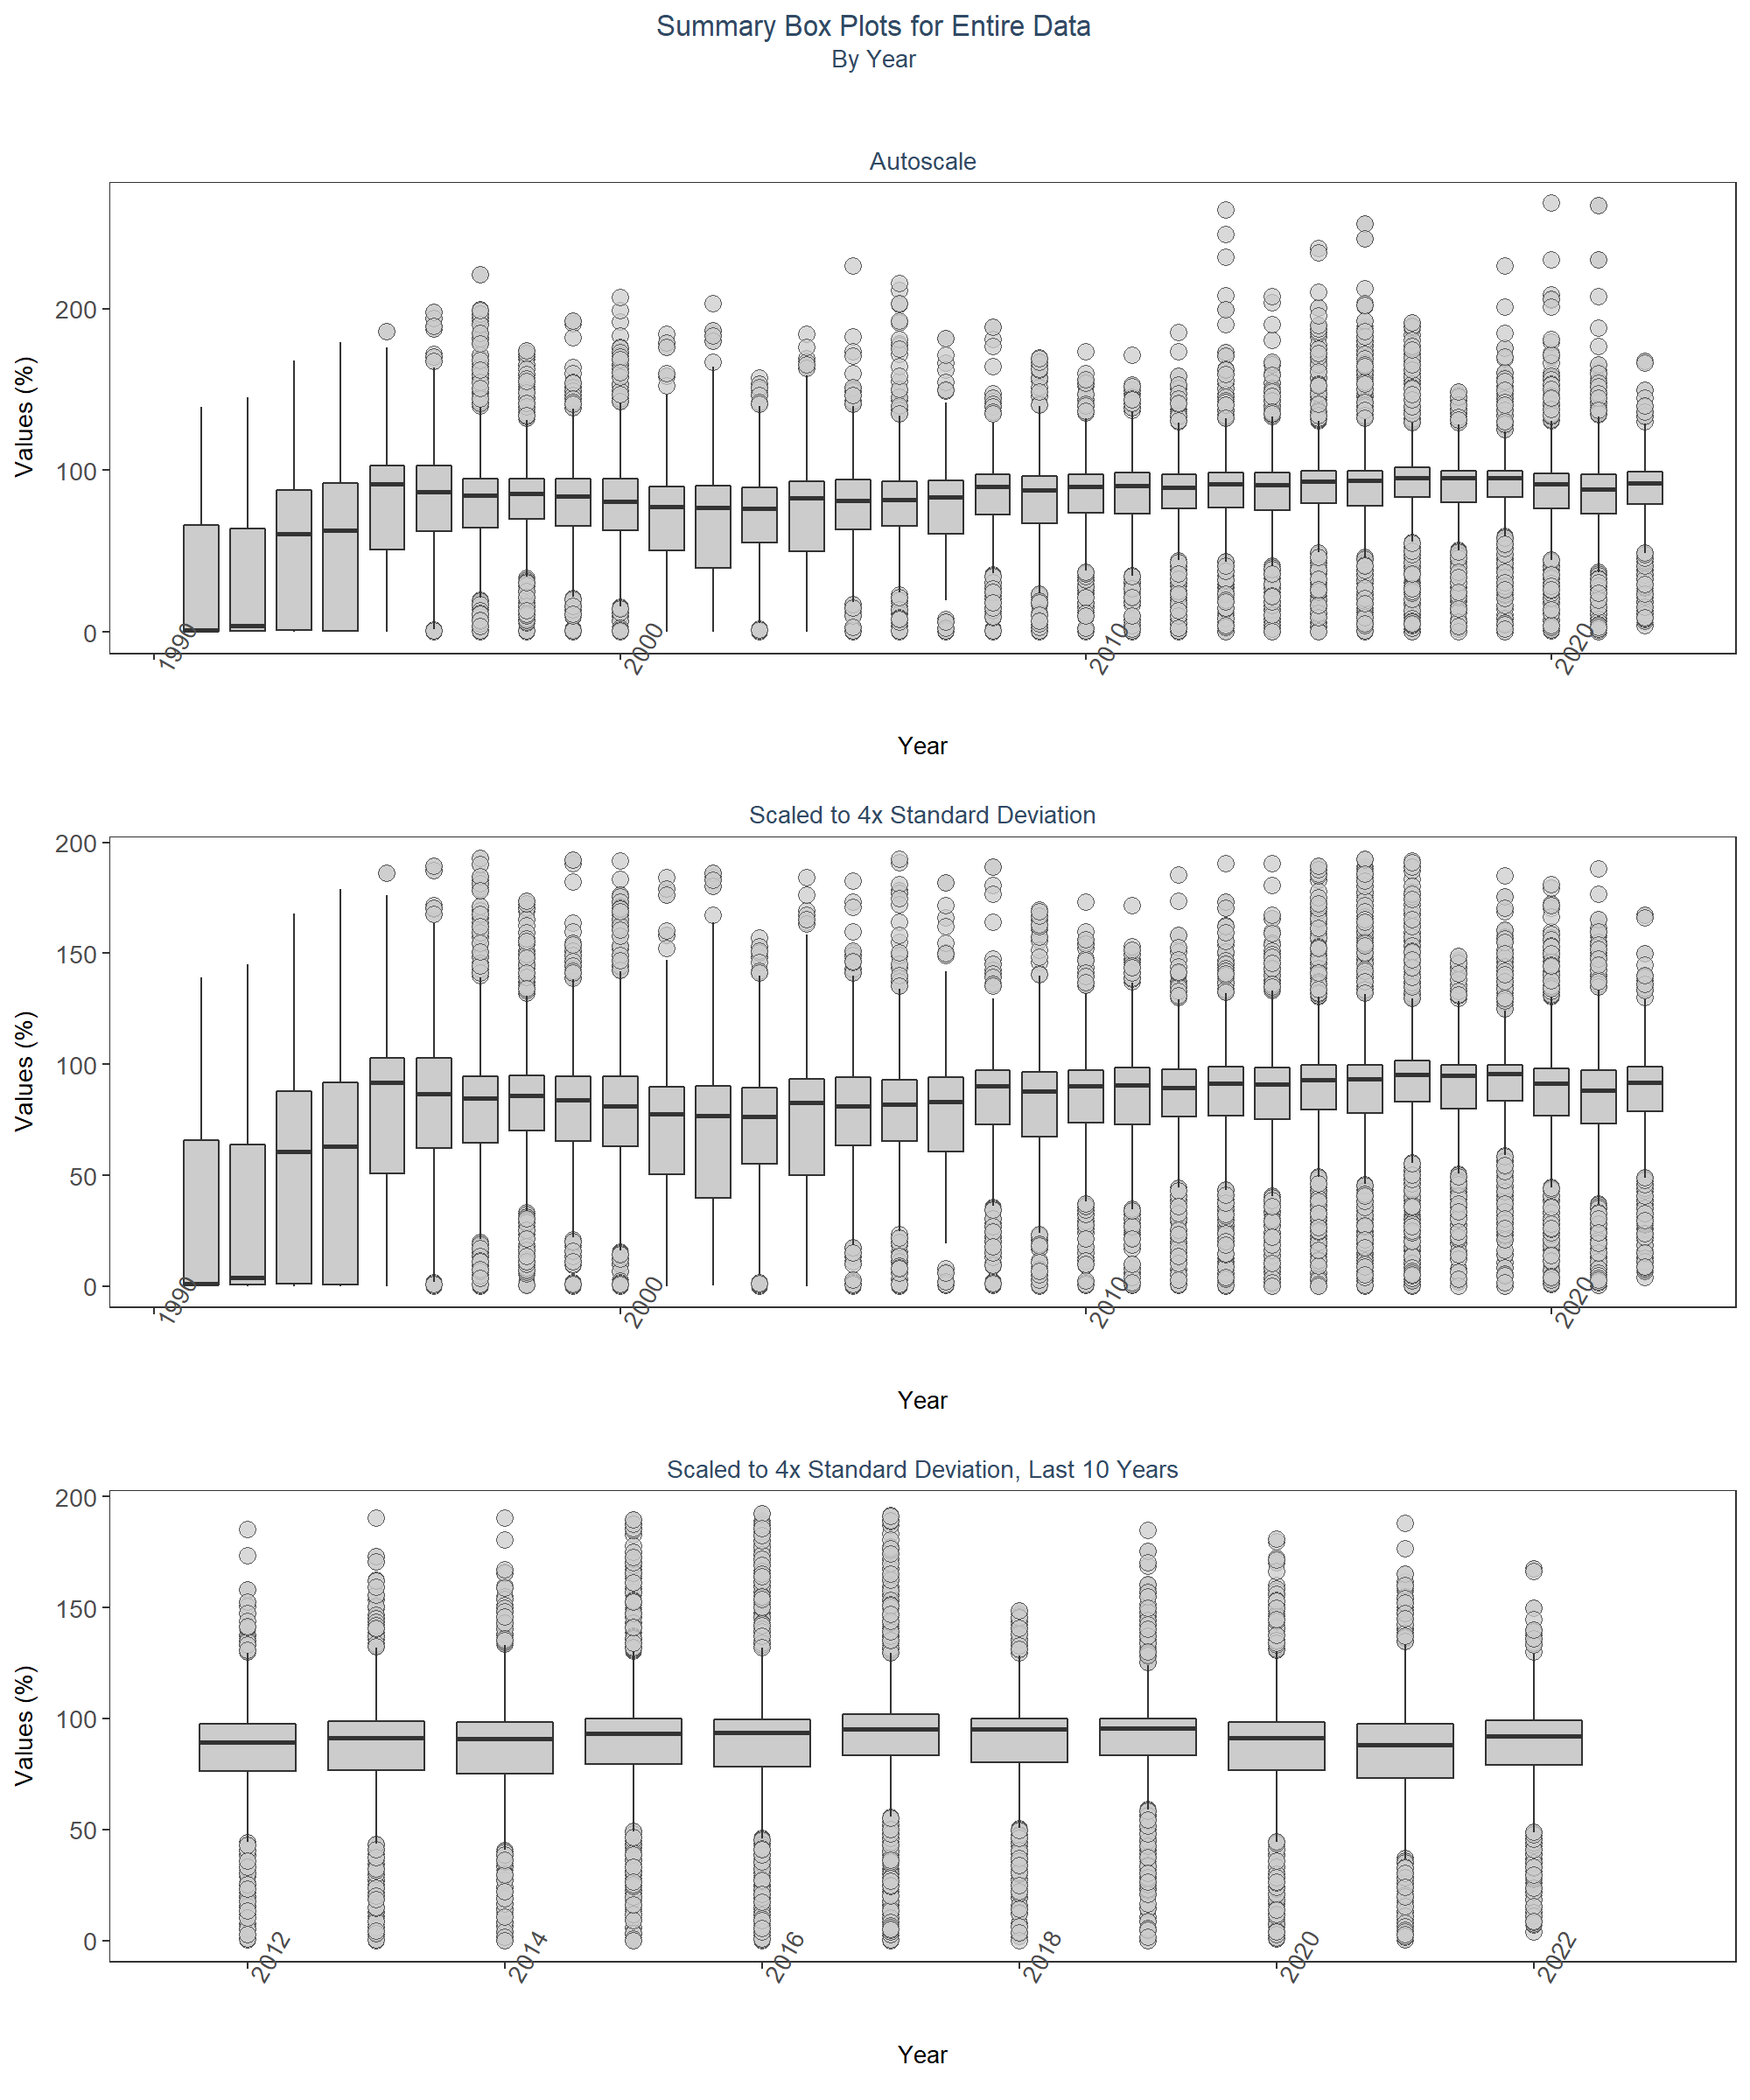 Summary Box Plots for Entire Data
By Year
Autoscale
Values (%)
200
100
0
1990
2000
2010
2020
Year
Scaled to 4x Standard Deviation
Values (%)
200
150
100
50
0
1990
2000
2010
2020
Year
Scaled to 4x Standard Deviation, Last 10 Years
Values (%)
200
150
100
50
0
2012
2014
2016
2018
2020
2022
Year